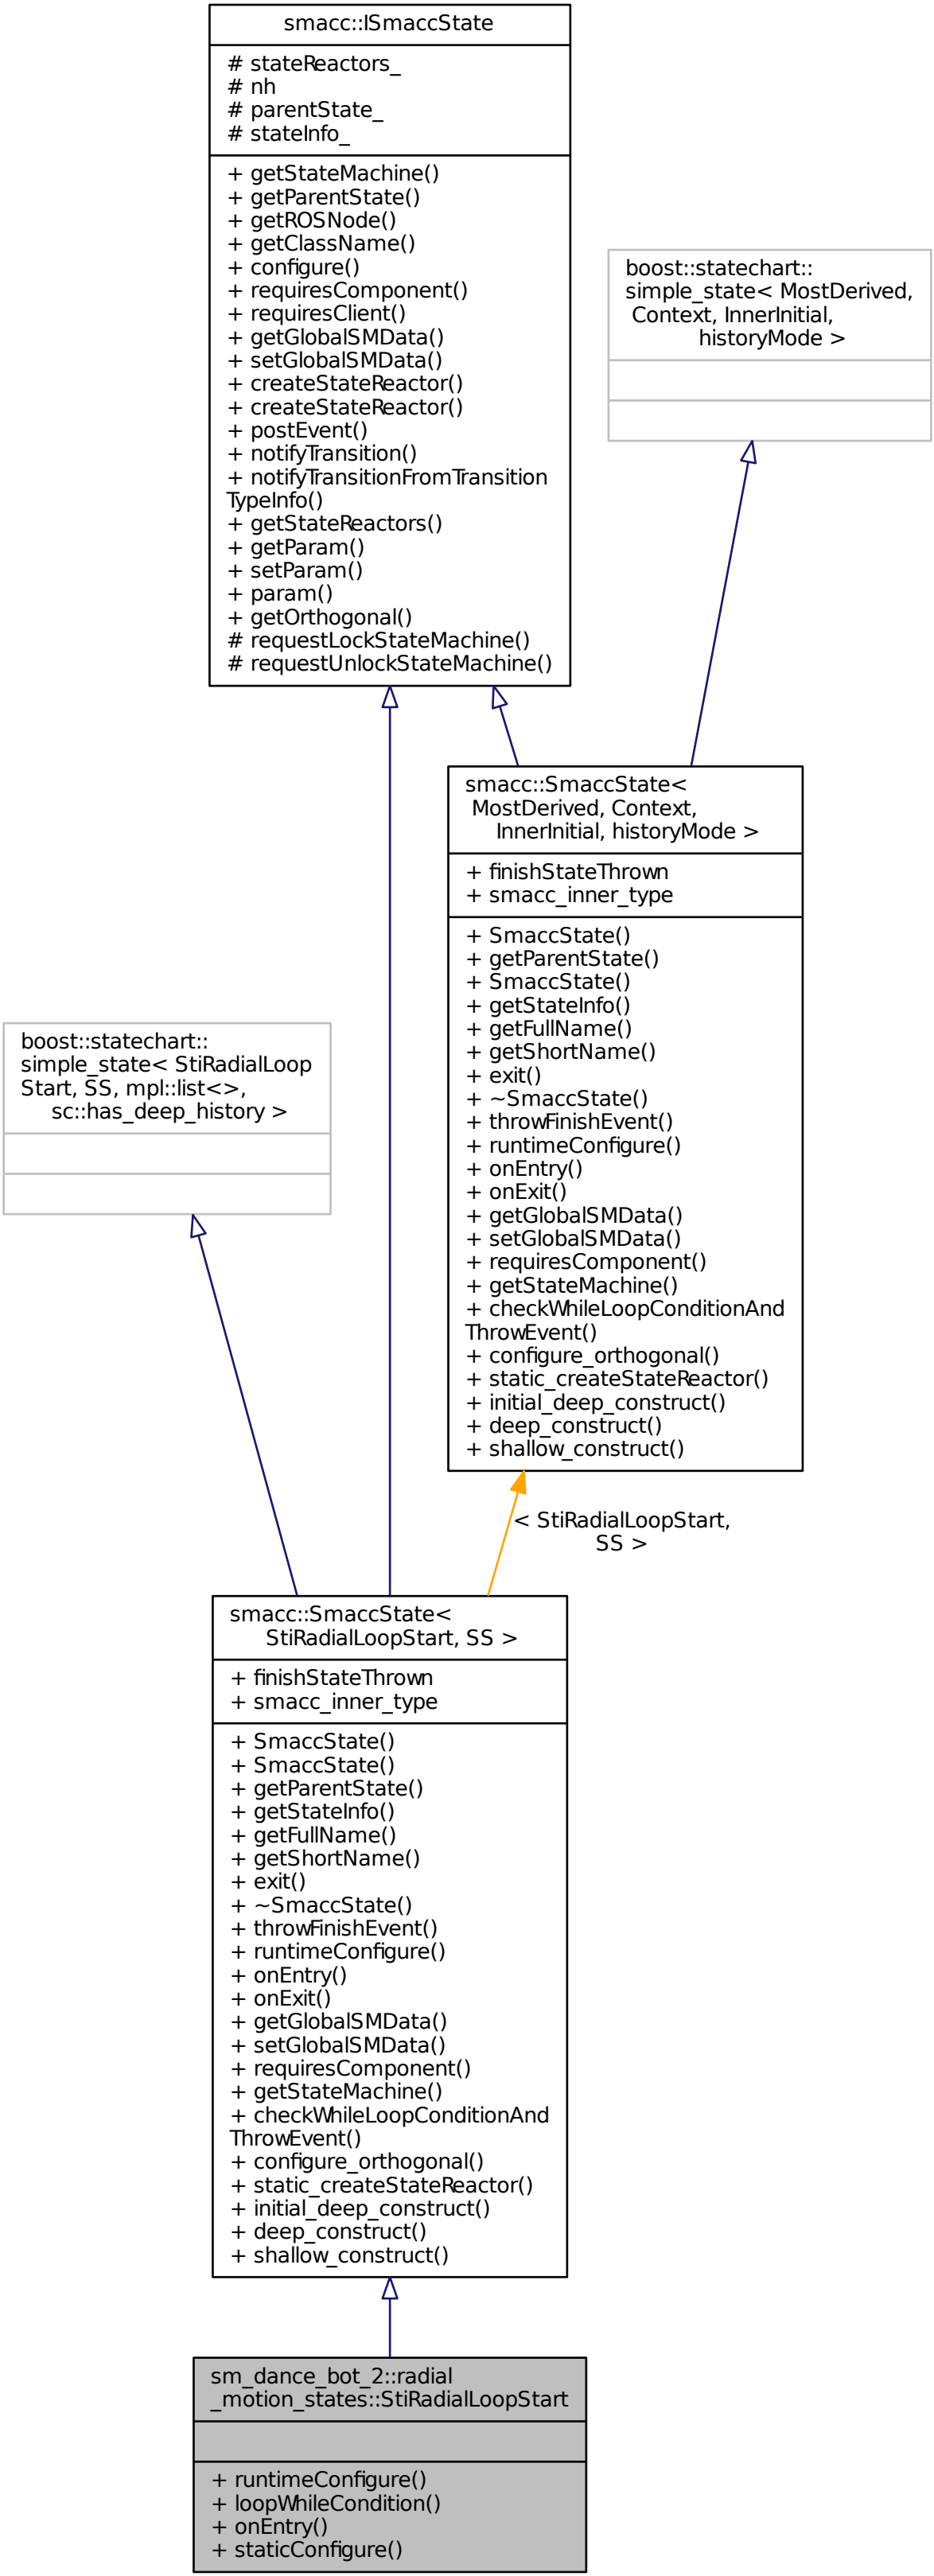 smacc::ISmaccState
# stateReactors_
# nh
# parentState_
# stateInfo_
+ getStateMachine()
+ getParentState()
+ getROSNode()
+ getClassName()
+ configure()
+ requiresComponent()
+ requiresClient()
+ getGlobalSMData()
+ setGlobalSMData()
+ createStateReactor()
+ createStateReactor()
+ postEvent()
+ notifyTransition()
+ notifyTransitionFromTransition
TypeInfo()
+ getStateReactors()
+ getParam()
+ setParam()
+ param()
+ getOrthogonal()
# requestLockStateMachine()
# requestUnlockStateMachine()
boost::statechart::
simple_state< MostDerived,
Context, InnerInitial,
historyMode >
smacc::SmaccState<
MostDerived, Context,
InnerInitial, historyMode >
+ finishStateThrown
+ smacc_inner_type
+ SmaccState()
+ getParentState()
+ SmaccState()
+ getStateInfo()
+ getFullName()
+ getShortName()
+ exit()
+ ~SmaccState()
+ throwFinishEvent()
+ runtimeConfigure()
+ onEntry()
+ onExit()
+ getGlobalSMData()
+ setGlobalSMData()
+ requiresComponent()
+ getStateMachine()
+ checkWhileLoopConditionAnd
ThrowEvent()
+ configure_orthogonal()
+ static_createStateReactor()
+ initial_deep_construct()
+ deep_construct()
+ shallow_construct()
boost::statechart::
simple_state< StiRadialLoop
Start, SS, mpl::list<>,
sc::has_deep_history >
< StiRadialLoopStart,
SS >
smacc::SmaccState<
StiRadialLoopStart, SS >
+ finishStateThrown
+ smacc_inner_type
+ SmaccState()
+ SmaccState()
+ getParentState()
+ getStateInfo()
+ getFullName()
+ getShortName()
+ exit()
+ ~SmaccState()
+ throwFinishEvent()
+ runtimeConfigure()
+ onEntry()
+ onExit()
+ getGlobalSMData()
+ setGlobalSMData()
+ requiresComponent()
+ getStateMachine()
+ checkWhileLoopConditionAnd
ThrowEvent()
+ configure_orthogonal()
+ static_createStateReactor()
+ initial_deep_construct()
+ deep_construct()
+ shallow_construct()
sm_dance_bot_2::radial
_motion_states::StiRadialLoopStart
+ runtimeConfigure()
+ loopWhileCondition()
+ onEntry()
+ staticConfigure()